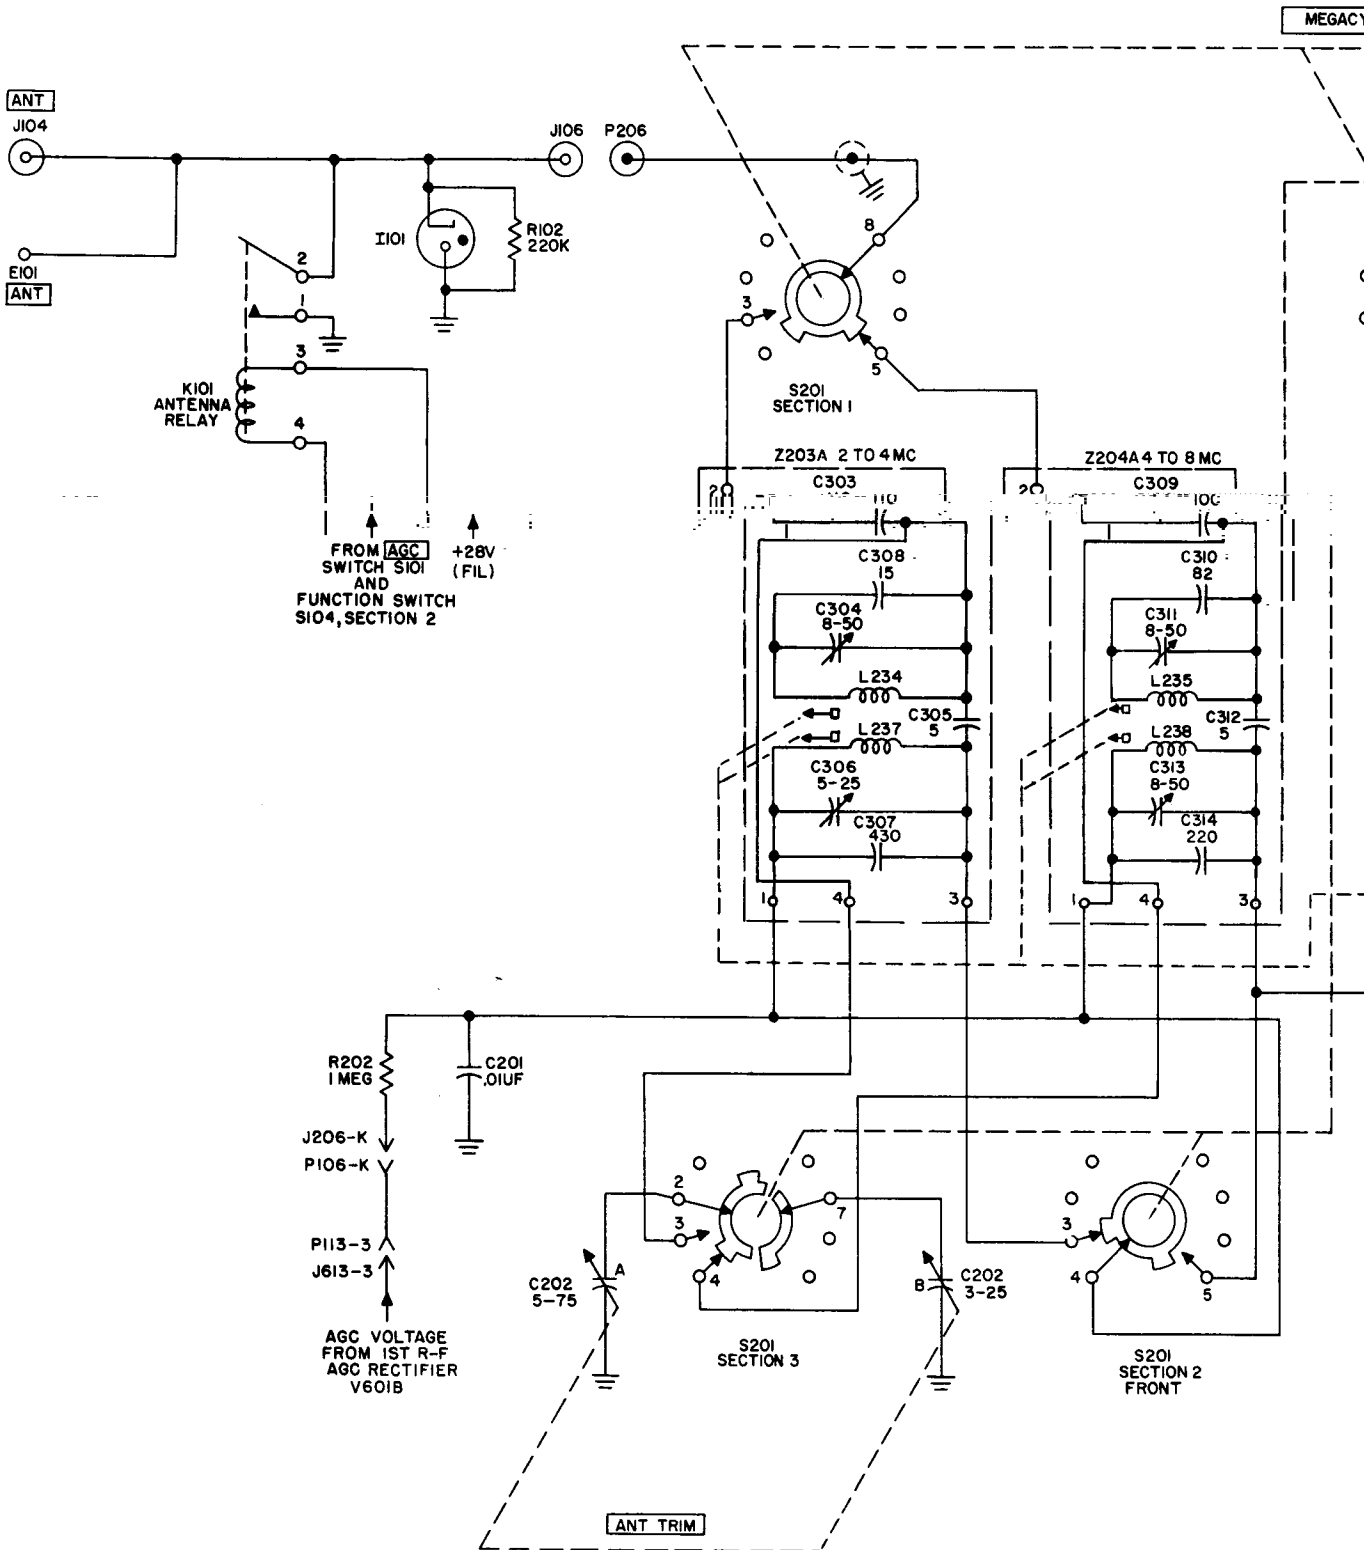 MEGACY
ANT
J104
J106
P206
8
I101
R102
220K
E101
ANT
2
1
3
3
5
K101
ANTENNA
RELAY
4
S201
SECTION 1
Z203A 2 TO 4 MC
Z204A 4 TO 8 MC
2
C303
110
2
C309
100
FROM AGC
SWITCH S101
AND
FUNCTION SWITCH
S104, SECTION 2
+28V
(FIL)
C308
15
C304
8-50
L234
C305
5
L237
C306
5-25
C307
430
C310
82
C311
8-50
L235
C312
5
L238
C313
8-50
C314
220
1
4
3
1
4
3
R202
1 MEG
C201
.01UF
J206-K
P106-K
P113-3
J613-3
AGC VOLTAGE
FROM 1ST R-F
AGC RECTIFIER
V601B
2
3
4
7
C202
5-75
A
B
C202
3-25
S201
SECTION 3
3
4
5
S201
SECTION 2
FRONT
ANT TRIM